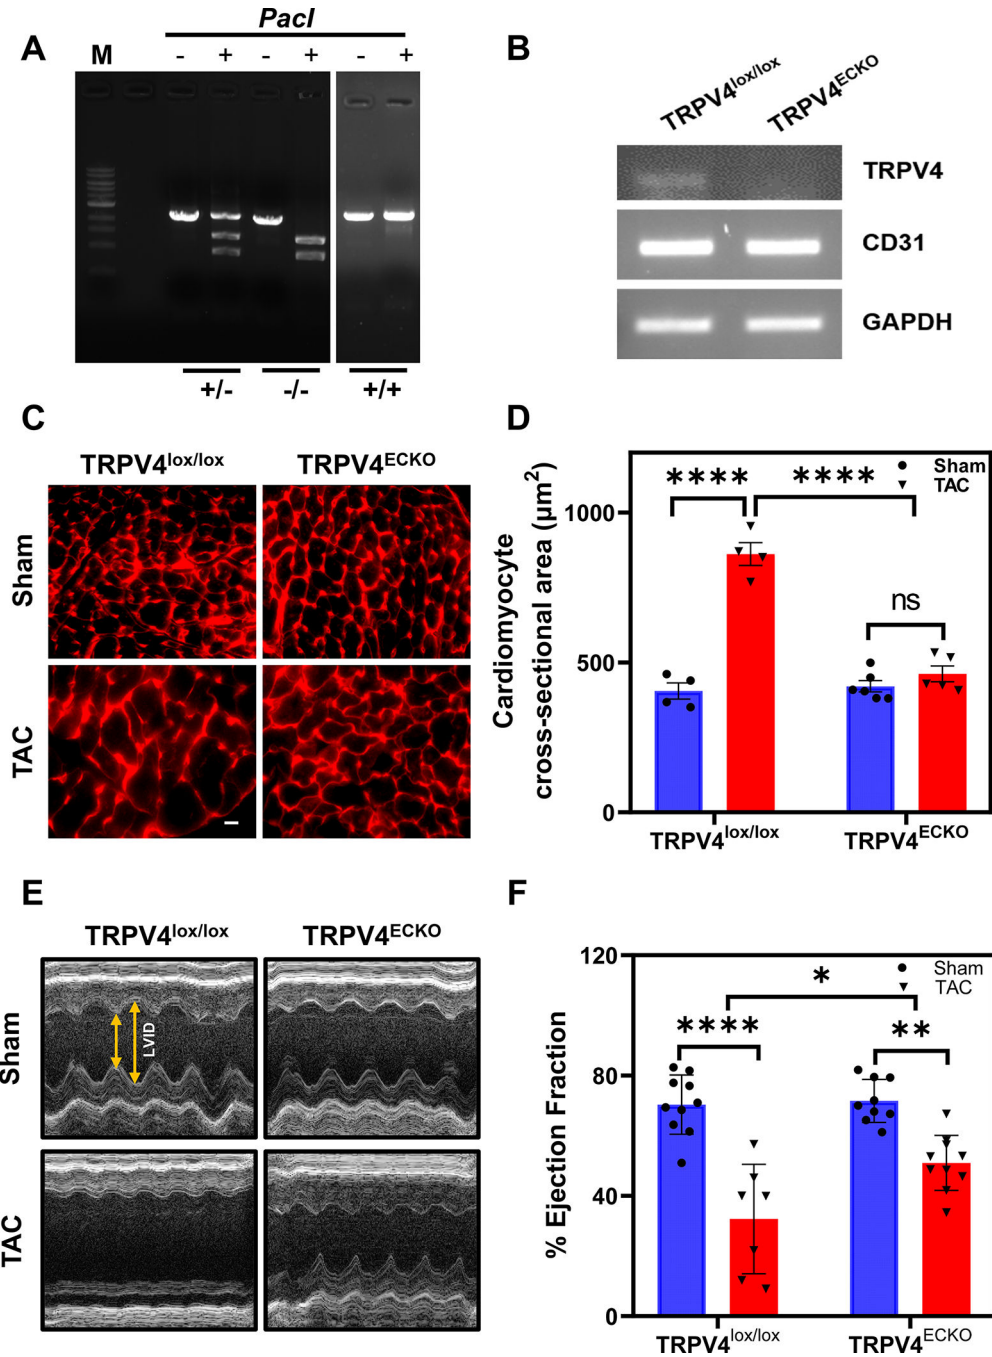 A
PacI
M - + - + - +
+/- -/- +/+
B
TRPV4lox/lox TRPV4ECKO
TRPV4
CD31
GAPDH
C
TRPV4lox/lox TRPV4ECKO
Sham
TAC
D
Cardiomyocyte
cross-sectional area (µm²)
1000
500
0
**** ****
ns
Sham
TAC
TRPV4lox/lox TRPV4ECKO
E
TRPV4lox/lox TRPV4ECKO
Sham
LVID
TAC
F
% Ejection Fraction
120
80
40
0
*
**** **
Sham
TAC
TRPV4lox/lox TRPV4ECKO